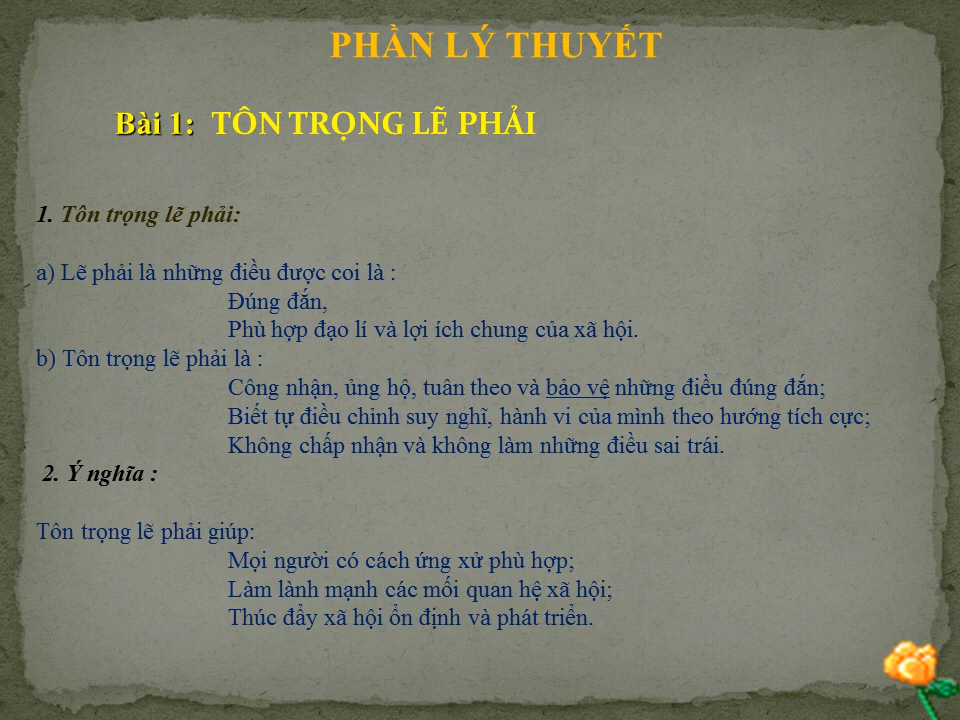 PHẦN LÝ THUYẾT
Bài 1: TÔN TRỌNG LẼ PHẢI
1. Tôn trọng lẽ phải:
a) Lẽ phải là những điều được coi là :
Đúng đắn,
Phù hợp đạo lí và lợi ích chung của xã hội.
b) Tôn trọng lẽ phải là :
Công nhận, ủng hộ, tuân theo và bảo vệ những điều đúng đắn;
Biết tự điều chỉnh suy nghĩ, hành vi của mình theo hướng tích cực;
Không chấp nhận và không làm những điều sai trái.
2. Ý nghĩa :
Tôn trọng lẽ phải giúp:
Mọi người có cách ứng xử phù hợp;
Làm lành mạnh các mối quan hệ xã hội;
Thúc đẩy xã hội ổn định và phát triển.